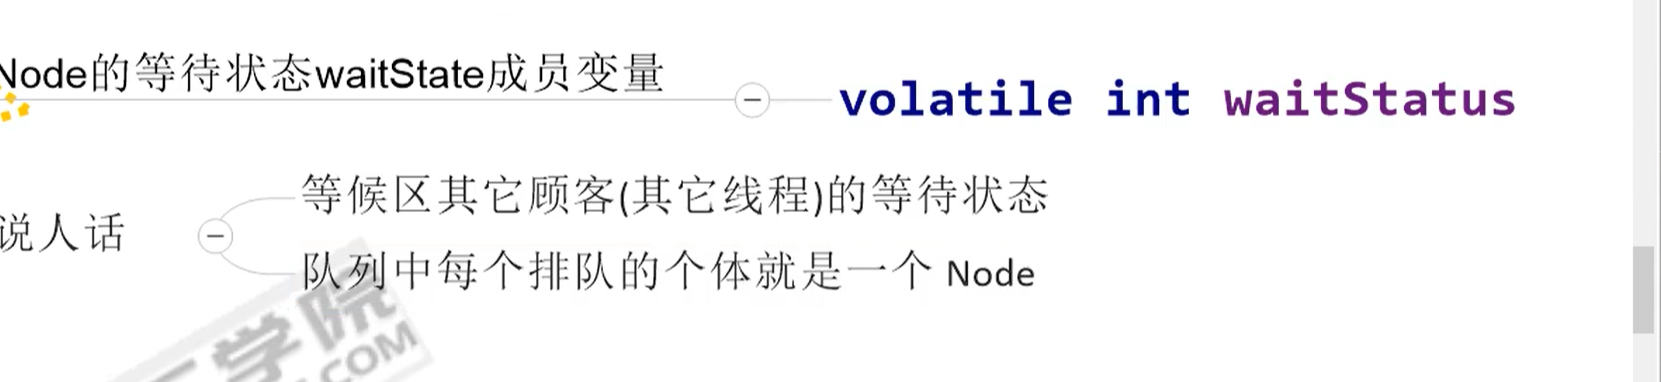 Node的等待状态waitState成员变量
volatile int waitStatus
等候区其它顾客(其它线程)的等待状态
说人话
队列中每个排队的个体就是一个 Node
学院
.COM